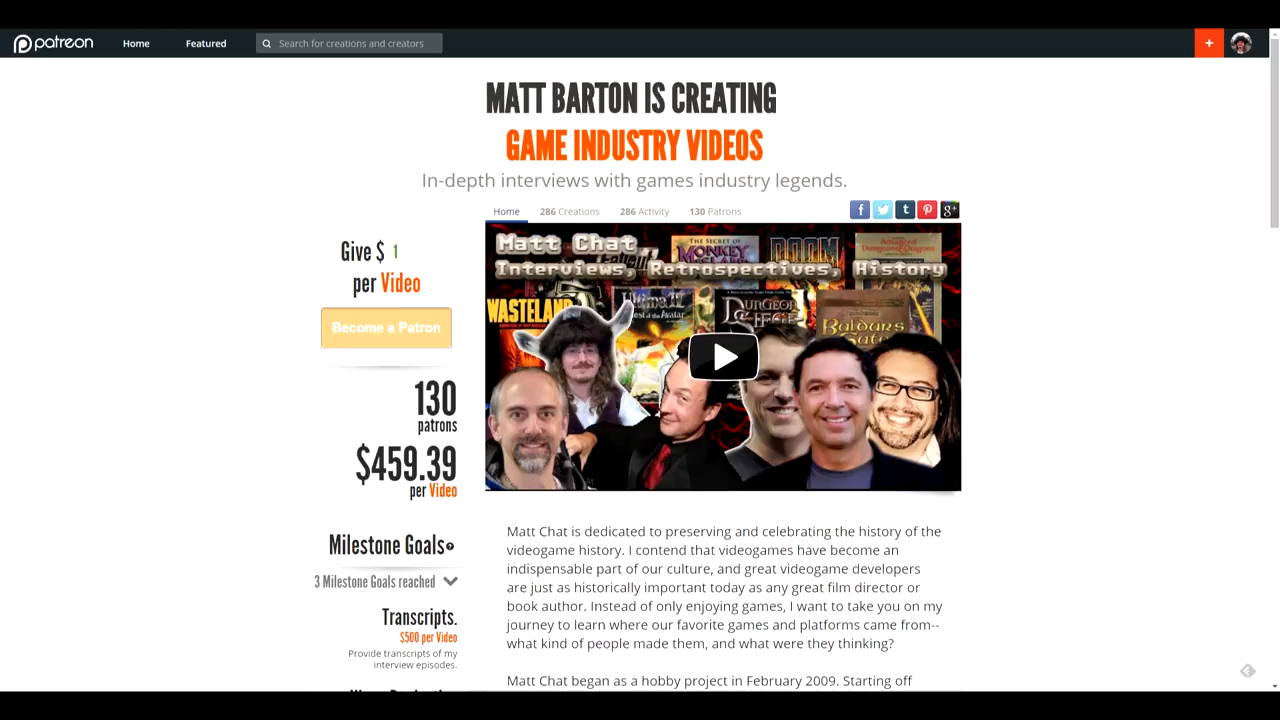 patreon Home Featured Search for creations and creators +
MATT BARTON IS CREATING
GAME INDUSTRY VIDEOS
In-depth interviews with games industry legends.
Home 286 Creations 286 Activity 130 Patrons
Give $ 1
per Video
Become a Patron
130
patrons
$459.39
per Video
Milestone Goals
3 Milestone Goals reached
Transcripts.
$500 per Video
Provide transcripts of my
interview episodes.
Matt Chat
Interviews, Retrospectives, History
THE SECRET OF
MONKEY
DOOM
WASTELAND
Ultima
DUNGEON
SIEGE
Baldurs
Gate
Matt Chat is dedicated to preserving and celebrating the history of the
videogame history. I contend that videogames have become an
indispensable part of our culture, and great videogame developers
are just as historically important today as any great film director or
book author. Instead of only enjoying games, I want to take you on my
journey to learn where our favorite games and platforms came from--
what kind of people made them, and what were they thinking?
Matt Chat began as a hobby project in February 2009. Starting off